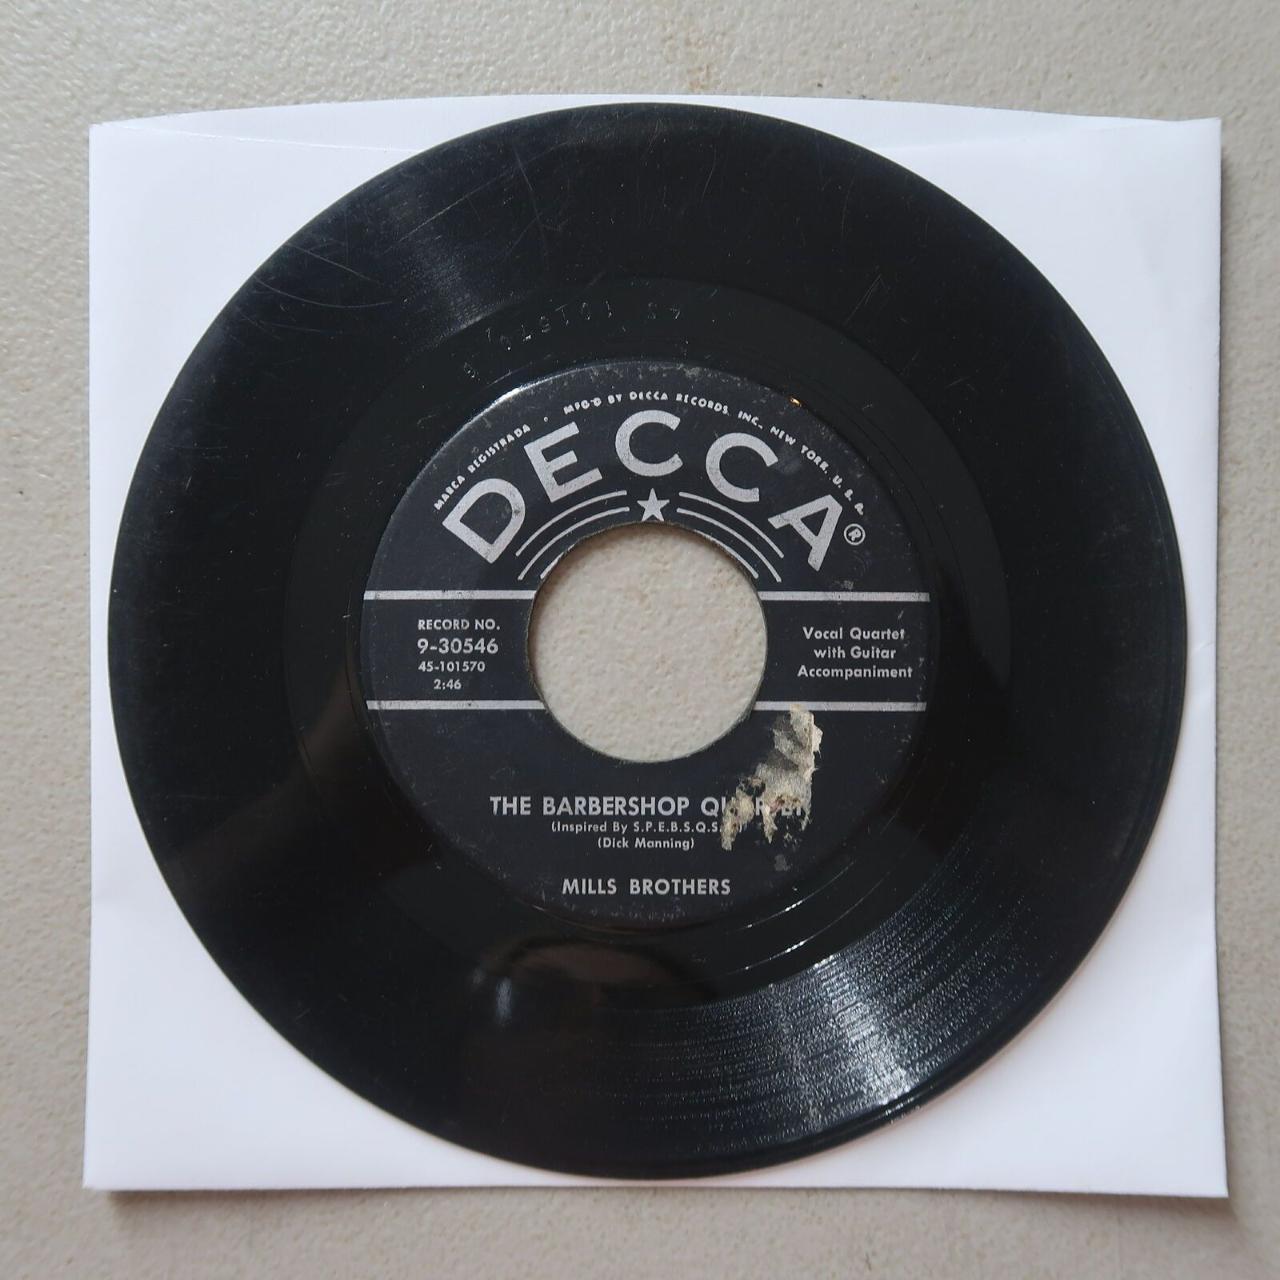 MARCA REGISTRADA · MFG'D BY DECCA RECORDS, INC., NEW YORK, U.S.A.
DECCA®
RECORD NO.
9-30546
45-101570
2:46
Vocal Quartet
with Guitar
Accompaniment
THE BARBERSHOP
(Inspired By S.P.E.B.S.Q.S.
(Dick Manning)
MILLS BROTHERS